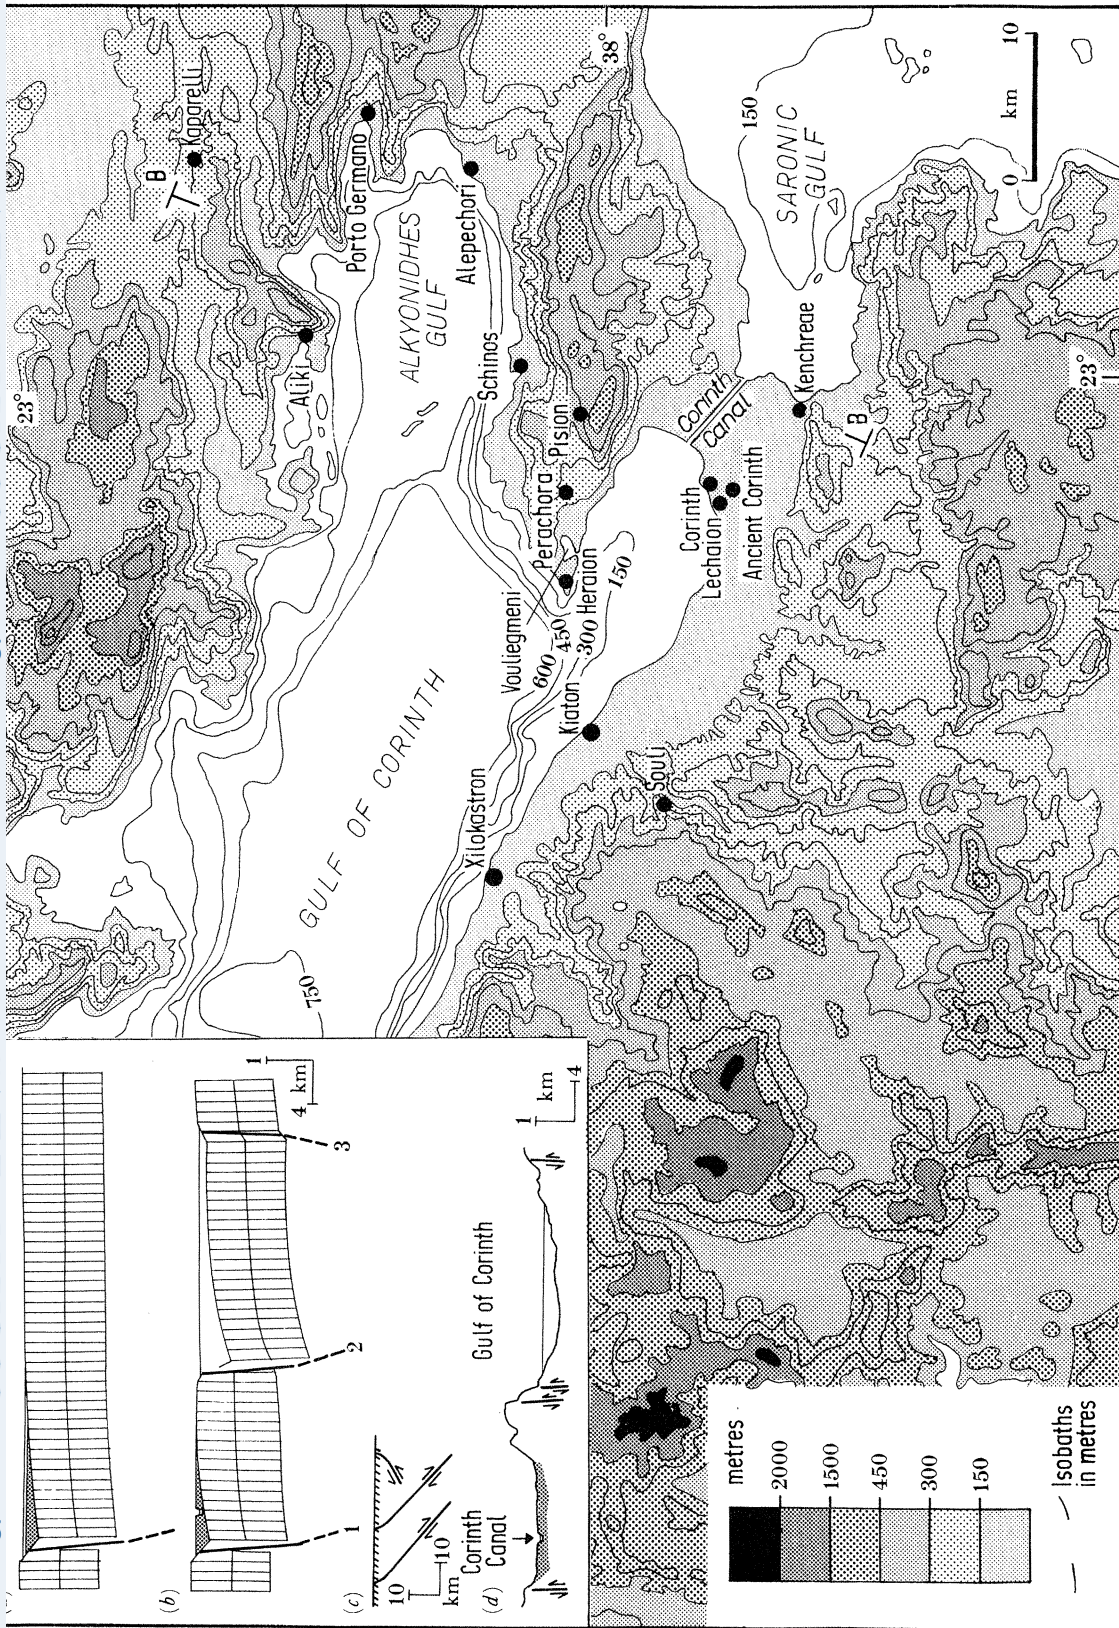 (b)
(c)
(d)
1
2
3
4 km
1
10
km
10
Corinth
Canal
Gulf of Corinth
1
km
4
metres
2000
1500
450
300
150
Isobaths
in metres
23°
Kaparelli
B
Porto Germano
38°
Aliki
ALKYONIDHES
GULF
Alepechori
Schinos
Pision
Perachora
Heraion
Vouliegmeni
600
450
300
150
GULF OF CORINTH
750
Xilokastron
Kiaton
Souli
Corinth
Canal
Corinth
Lechaion
Ancient Corinth
Kenchreae
B
SARONIC
GULF
150
0
km
10
23°